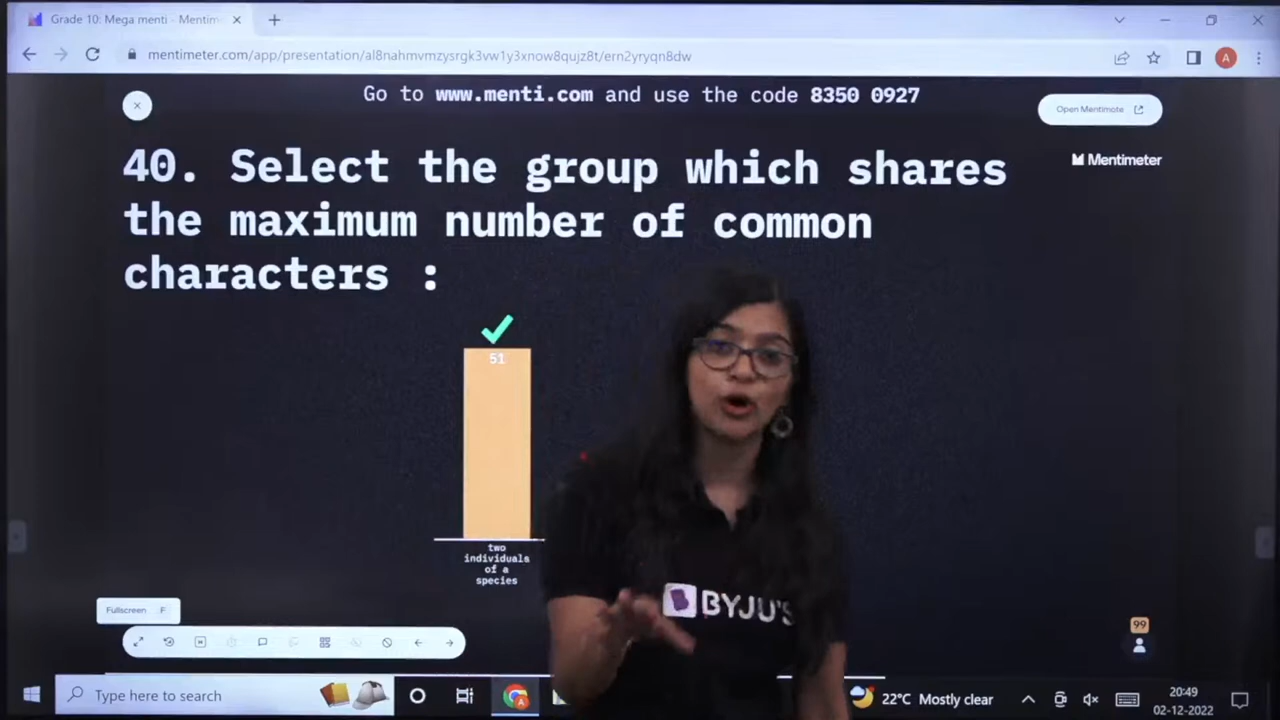 Grade 10: Mega menti - Mentim
mentimeter.com/app/presentation/al8nahmvmzysrgk3vw1y3xnow8qujz8t/ern2yryqn8dw
A
Go to www.menti.com and use the code 8350 0927
Open Mentimote
Mentimeter
40. Select the group which shares
the maximum number of common
characters :
51
two
individuals
of a
species
BYJU'S
Fullscreen F
99
Type here to search
22°C Mostly clear
20:49
02-12-2022